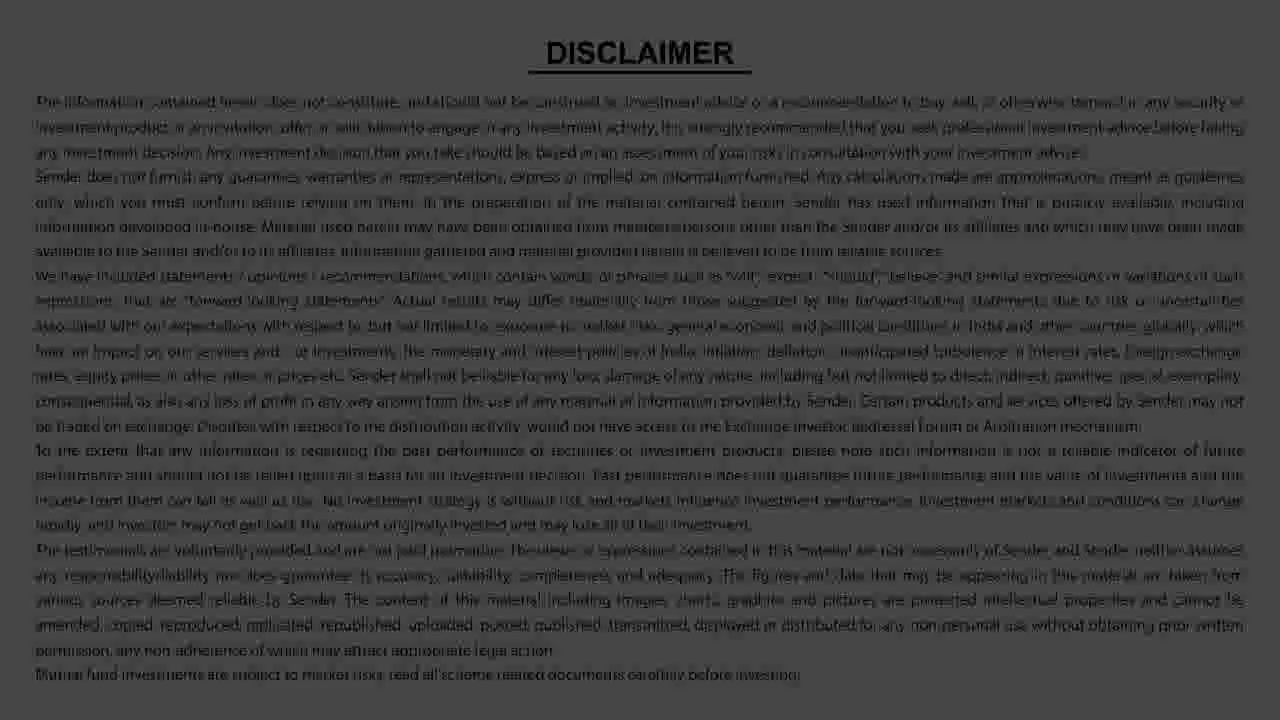 DISCLAIMER
The information contained herein does not constitute, and should not be construed as, investment advice or a recommendation to buy, sell, or otherwise transact in any security or
investment product or an invitation, offer or solicitation to engage in any investment activity. It is strongly recommended that you seek professional investment advice before taking
any investment decision. Any investment decision that you take should be based on an assessment of your risks in consultation with your investment advisor.
Sender does not furnish any guarantees, warranties or representations, express or implied, on information furnished. Any calculations made are approximations, meant as guidelines
only, which you must confirm before relying on them. In the preparation of the material contained herein, Sender has used information that is publicly available, including
information developed in-house. Material used herein may have been obtained from members/persons other than the Sender and/or its affiliates and which may have been made
available to the Sender and/or to its affiliates. Information gathered and material provided herein is believed to be from reliable sources.
We have included statements / opinions / recommendations, which contain words, or phrases such as "will", expect, "should", believe and similar expressions or variations of such
expressions, that are "forward looking statements". Actual results may differ materially from those suggested by the forward-looking statements due to risk or uncertainties
associated with our expectations with respect to, but not limited to, exposure to market risks, general economic and political conditions in India and other countries globally, which
have an impact on our services and / or investments, the monetary and interest policies of India, inflation, deflation, unanticipated turbulence in interest rates, foreign exchange
rates, equity prices or other rates or prices etc. Sender shall not be liable for any loss, damage of any nature, including but not limited to direct, indirect, punitive, special, exemplary,
consequential, as also any loss of profit in any way arising from the use of any material or information provided by Sender. Certain products and services offered by Sender may not
be traded on exchange. Disputes with respect to the distribution activity, would not have access to the Exchange Investor Redressal Forum or Arbitration mechanism.
To the extent that any information is regarding the past performance of securities or investment products, please note such information is not a reliable indicator of future
performance and should not be relied upon as a basis for an investment decision. Past performance does not guarantee future performance and the value of investments and the
income from them can fall as well as rise. No investment strategy is without risk and markets influence investment performance. Investment markets and conditions can change
rapidly, and investors may not get back the amount originally invested and may lose all of their investment.
The testimonials are voluntarily provided and are not paid promotion. The views or expressions contained in this material are not necessarily of Sender and Sender neither assumes
any responsibility/liability nor does guarantee its accuracy, suitability, completeness and adequacy. The figures and data that may be appearing in this material are taken from
various sources deemed reliable by Sender. The content of this material including images, charts, graphics and pictures are protected intellectual properties and cannot be
amended, copied, reproduced, replicated, republished, uploaded, posted, published, transmitted, displayed or distributed for any non-personal use without obtaining prior written
permission, any non-adherence of which may attract appropriate legal action.
Mutual fund investments are subject to market risks, read all scheme related documents carefully before investing.